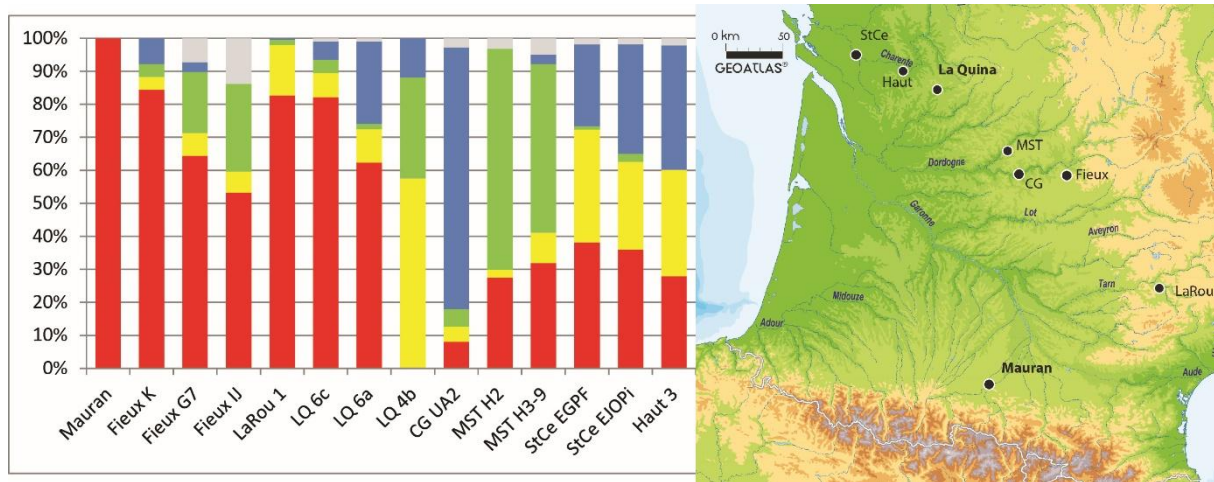 100%
90%
80%
70%
60%
50%
40%
30%
20%
10%
0%
Mauran
Fieux K
Fieux G7
Fieux IJ
LaRou 1
LQ 6c
LQ 6a
LQ 4b
CG UA2
MST H2
MST H3-9
StCe EGPF
StCe EJOPi
Haut 3
0 km 50
GEOATLAS®
StCe
Charente
Haut
La Quina
MST
Dordogne
CG
Fieux
Lot
Garonne
Aveyron
Tarn
LaRou
Midouze
Adour
Mauran
Aude